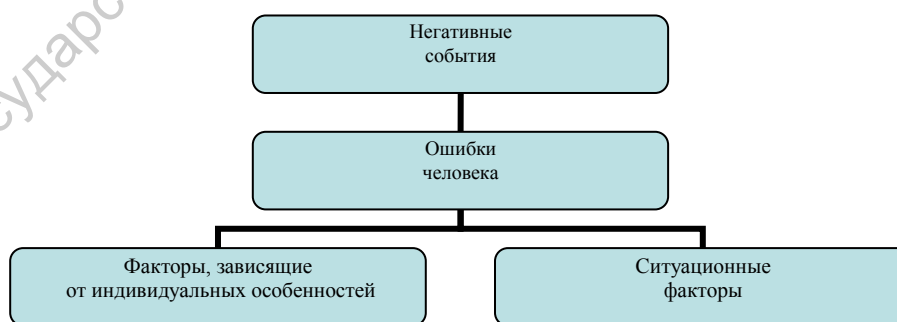 Негативные
события
Ошибки
человека
Факторы, зависящие
от индивидуальных особенностей
Ситуационные
факторы